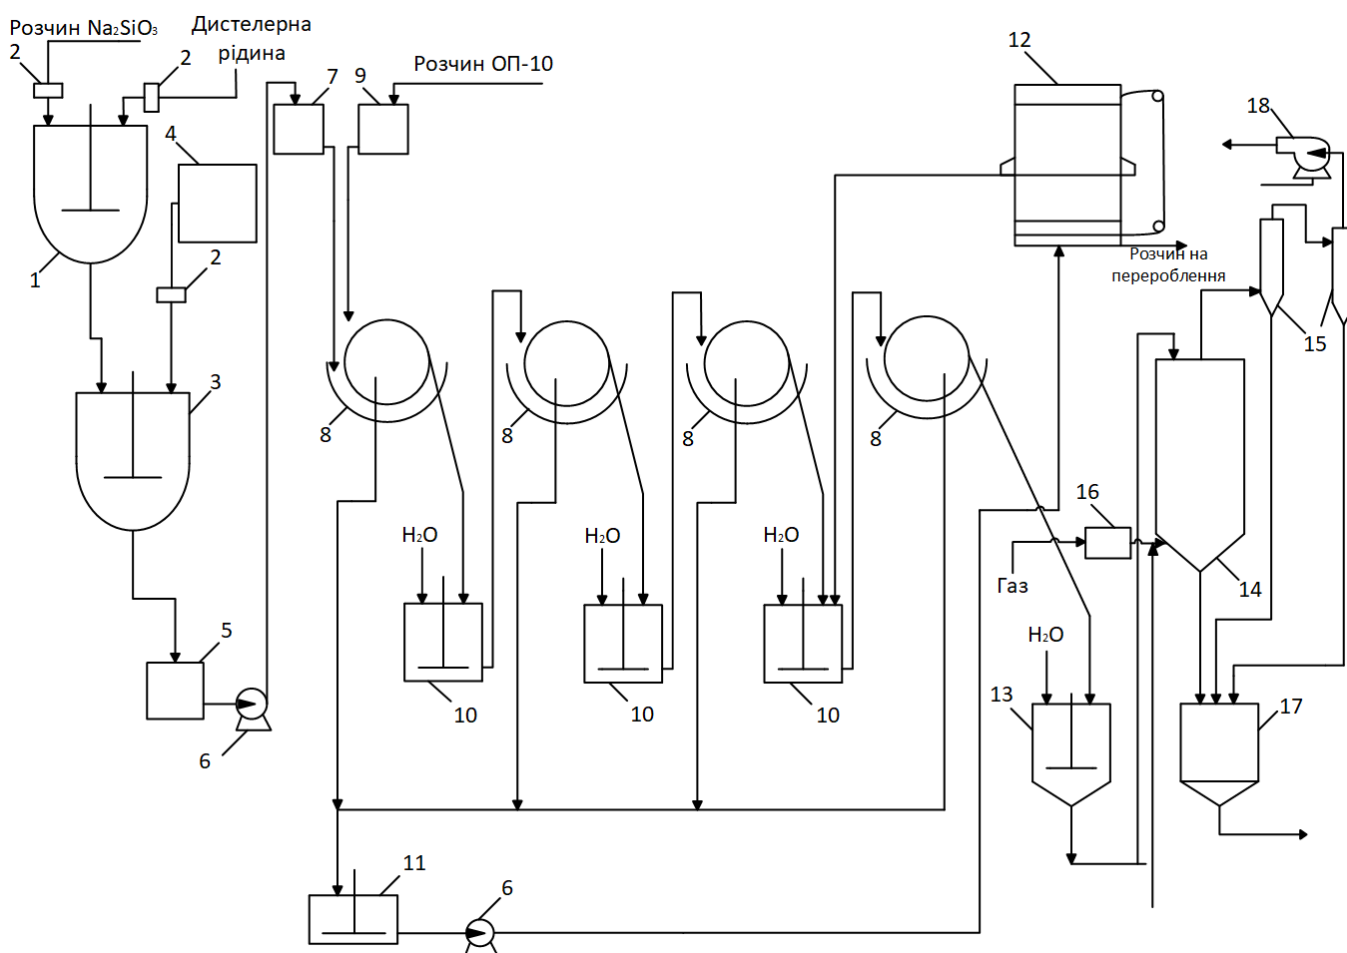 Розчин Na₂SiO₃
Дистелерна
рідина
2
2
7
9
Розчин ОП-10
12
18
4
2
1
3
Розчин на
перероблення
15
8
8
8
8
16
H₂O
H₂O
H₂O
Газ
14
H₂O
5
10
10
10
13
17
6
11
6